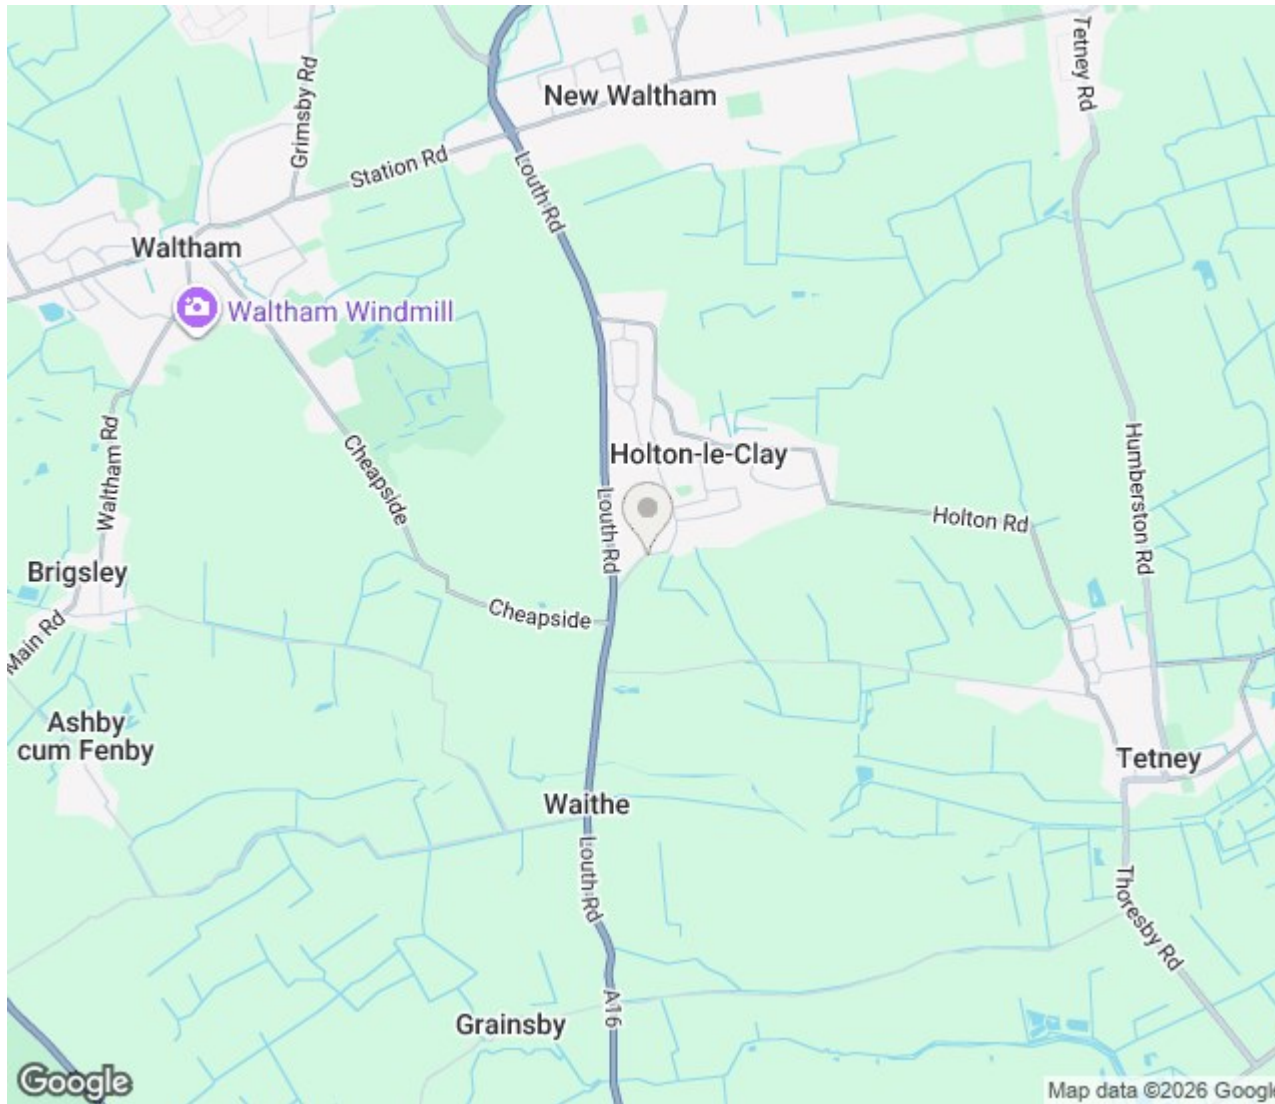 Tetney Rd
New Waltham
Grimsby Rd
Station Rd
Louth Rd
Waltham
Waltham Windmill
Waltham Rd
Cheapside
Holton-le-Clay
Humberston Rd
Louth Rd
Holton Rd
Brigsley
Cheapside
Main Rd
Ashby
cum Fenby
Tetney
Waithe
Louth Rd
Thoresby Rd
A16
Grainsby
Google
Map data ©2026 Google